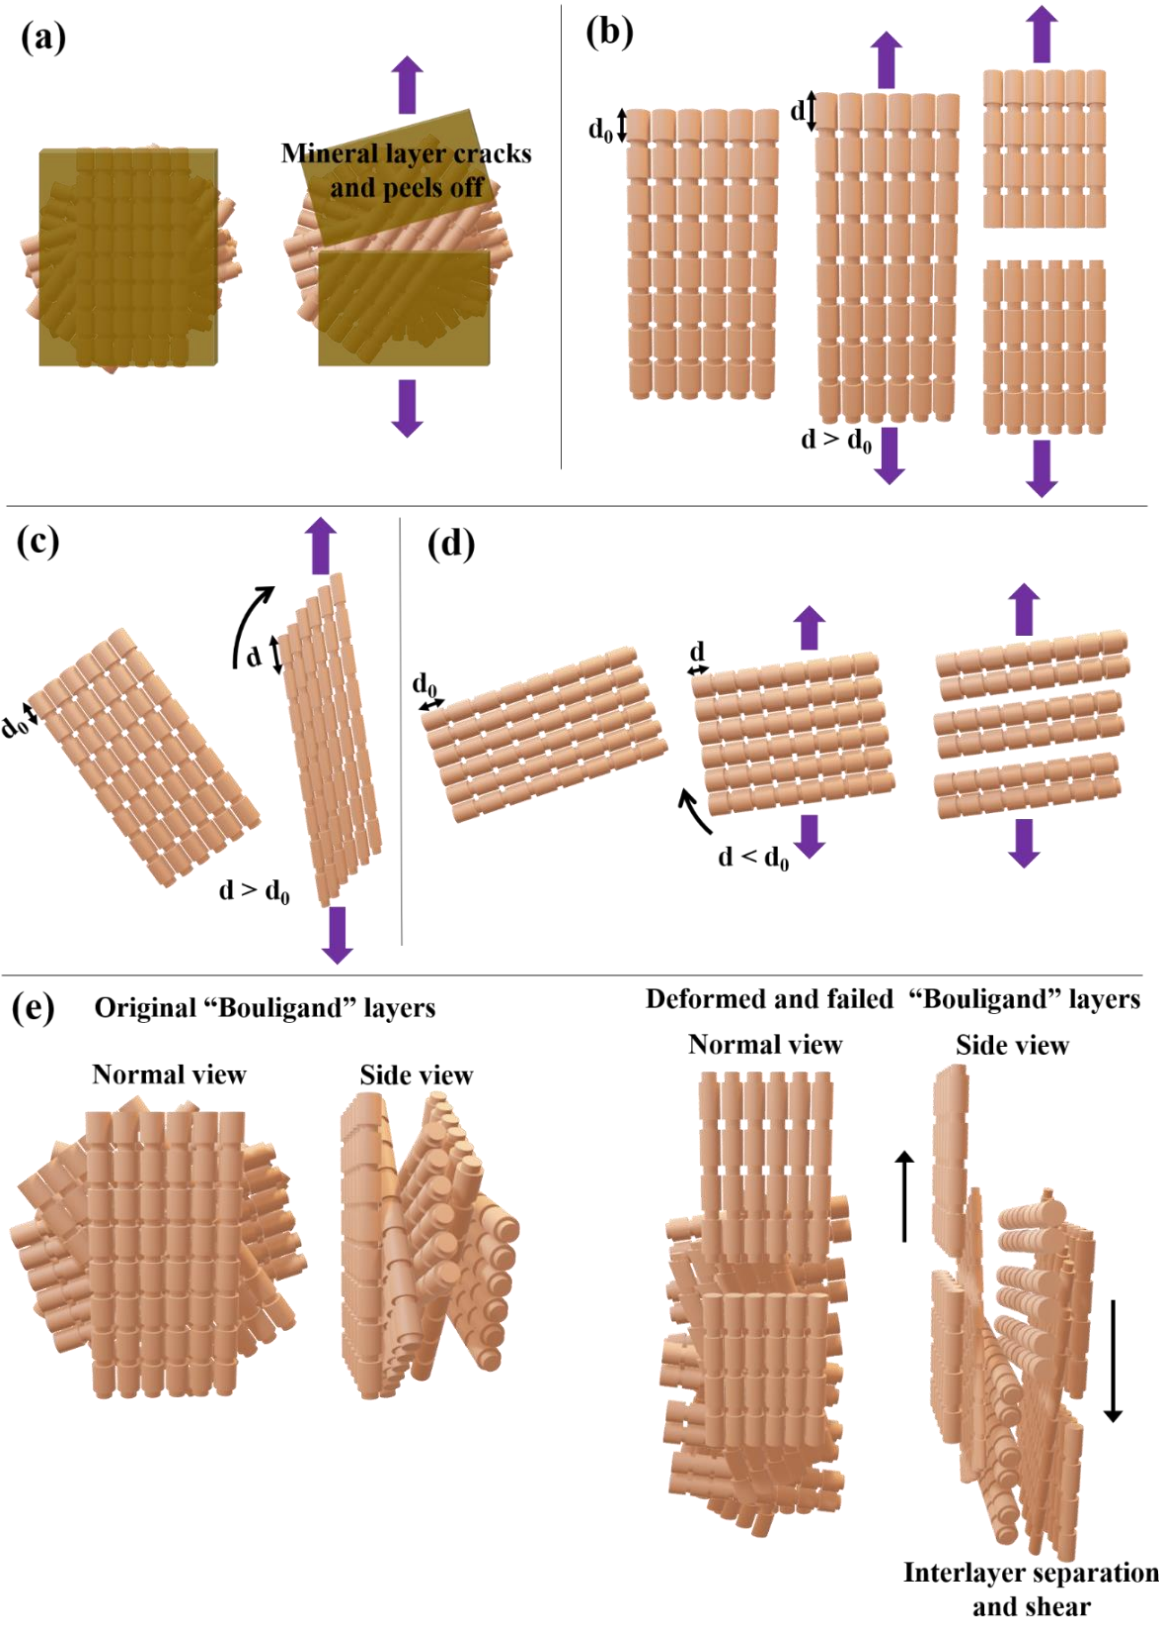 (a)
Mineral layer cracks
and peels off
(b)
d₀
d
d > d₀
(c)
d₀
d
d > d₀
(d)
d₀
d
d < d₀
(e)
Original “Bouligand” layers
Normal view
Side view
Deformed and failed “Bouligand” layers
Normal view
Side view
Interlayer separation
and shear